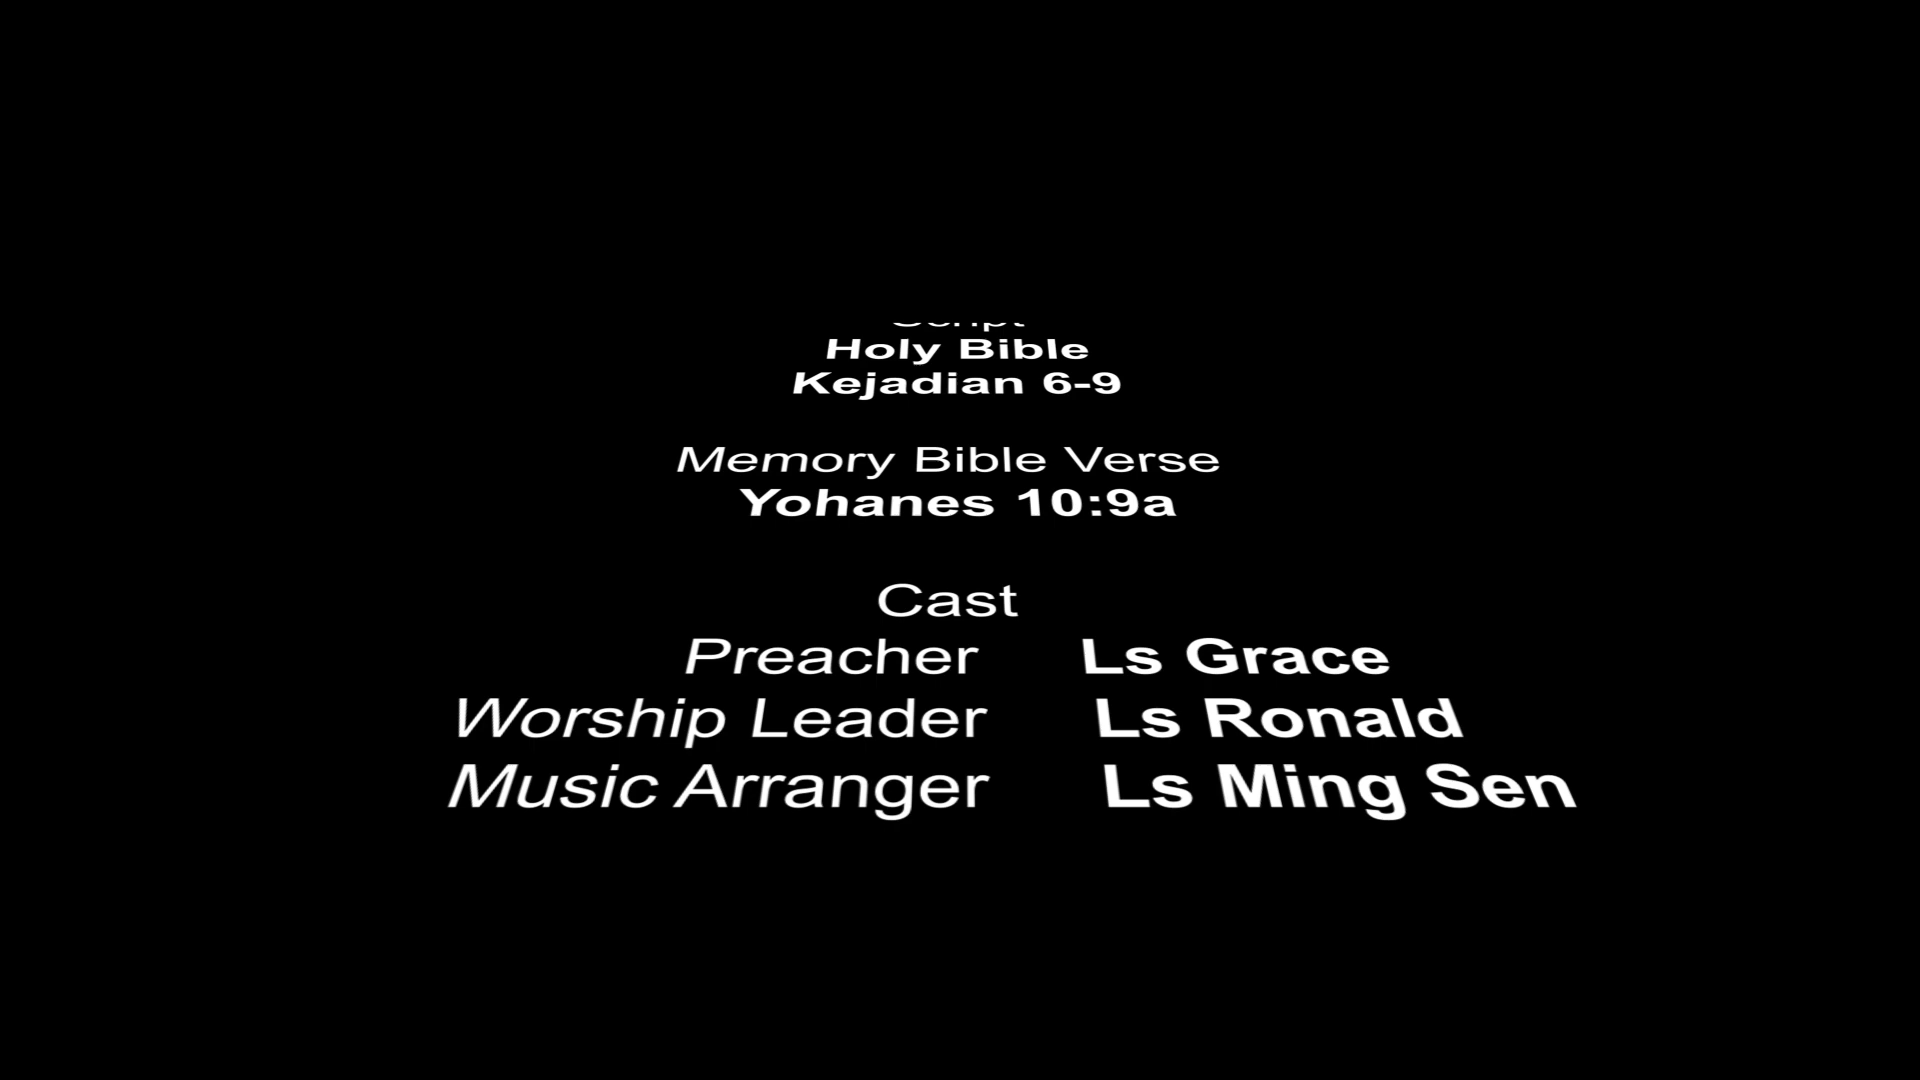 Script
Holy Bible
Kejadian 6-9
Memory Bible Verse
Yohanes 10:9a
Cast
Preacher Ls Grace
Worship Leader Ls Ronald
Music Arranger Ls Ming Sen